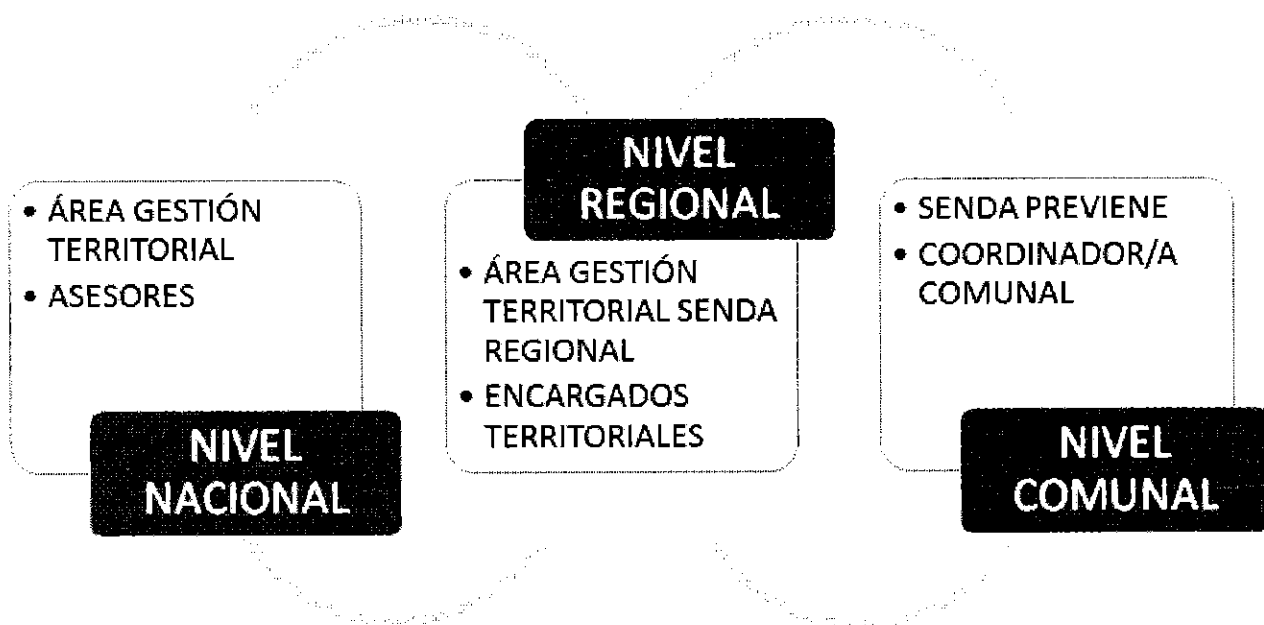 • ÁREA GESTIÓN
TERRITORIAL
• ASESORES
NIVEL
NACIONAL
NIVEL
REGIONAL
• ÁREA GESTIÓN
TERRITORIAL SENDA
REGIONAL
• ENCARGADOS
TERRITORIALES
• SENDA PREVIENE
• COORDINADOR/A
COMUNAL
NIVEL
COMUNAL